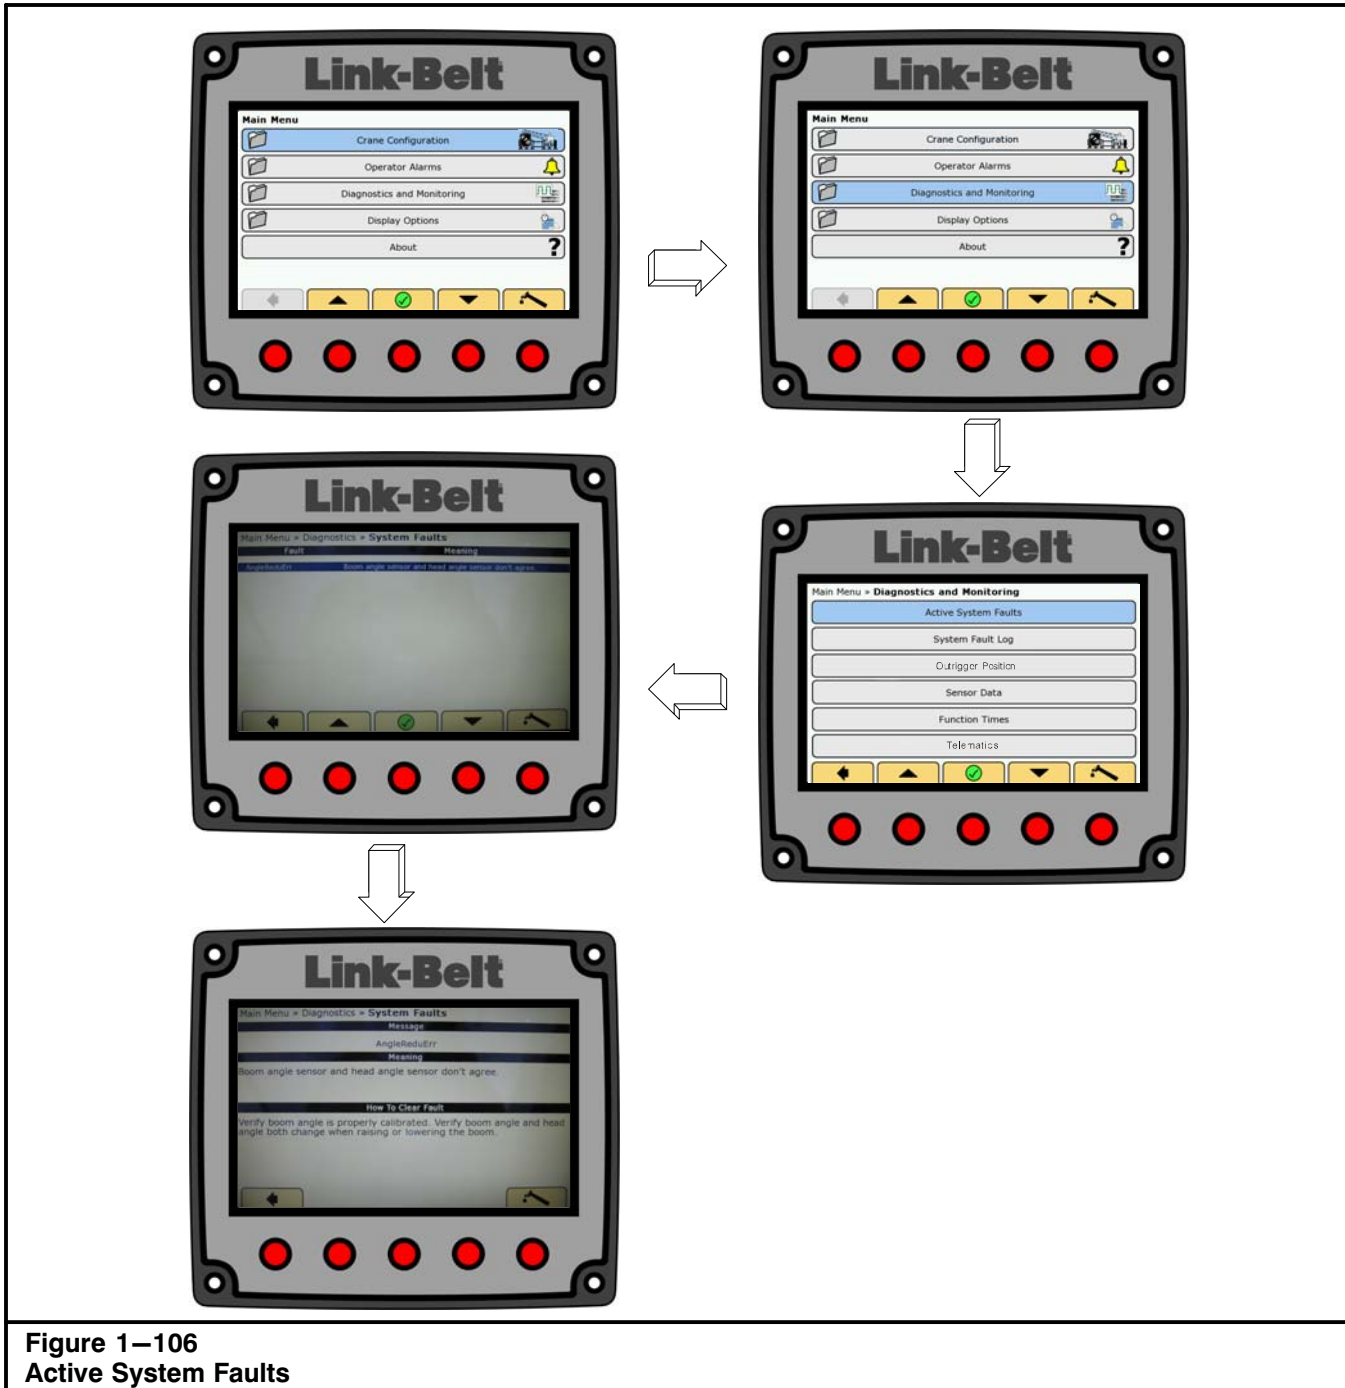 Link-Belt
Main Menu
Crane Configuration
Operator Alarms
Diagnostics and Monitoring
Display Options
About
?
Link-Belt
Main Menu
Crane Configuration
Operator Alarms
Diagnostics and Monitoring
Display Options
About
?
Link-Belt
Main Menu » Diagnostics and Monitoring
Active System Faults
System Fault Log
Outrigger Position
Sensor Data
Function Times
Telematics
Link-Belt
Main Menu » Diagnostics » System Faults
Fault Meaning
AngleReduErr Boom angle sensor and head angle sensor don't agree.
Link-Belt
Main Menu » Diagnostics » System Faults
Message
AngleReduErr
Meaning
Boom angle sensor and head angle sensor don't agree.
How To Clear Fault
Verify boom angle is properly calibrated. Verify boom angle and head
angle both change when raising or lowering the boom.
Figure 1–106
Active System Faults